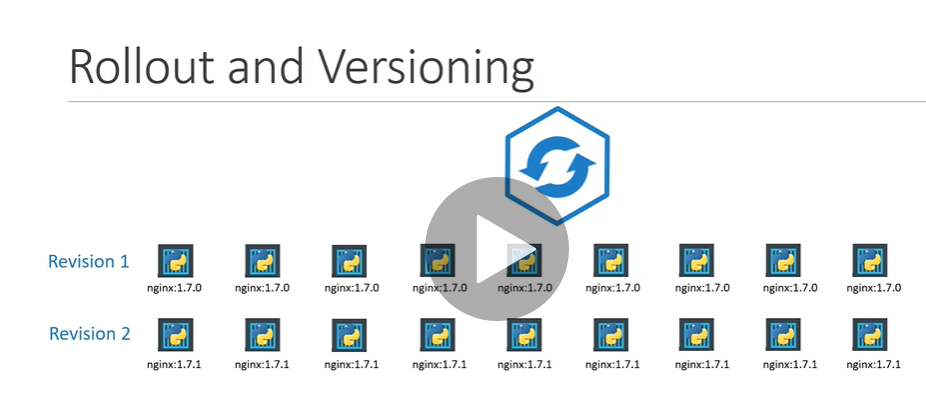 Rollout and Versioning
Revision 1
nginx:1.7.0 nginx:1.7.0 nginx:1.7.0 nginx:1.7.0 nginx:1.7.0 nginx:1.7.0 nginx:1.7.0 nginx:1.7.0 nginx:1.7.0
Revision 2
nginx:1.7.1 nginx:1.7.1 nginx:1.7.1 nginx:1.7.1 nginx:1.7.1 nginx:1.7.1 nginx:1.7.1 nginx:1.7.1 nginx:1.7.1